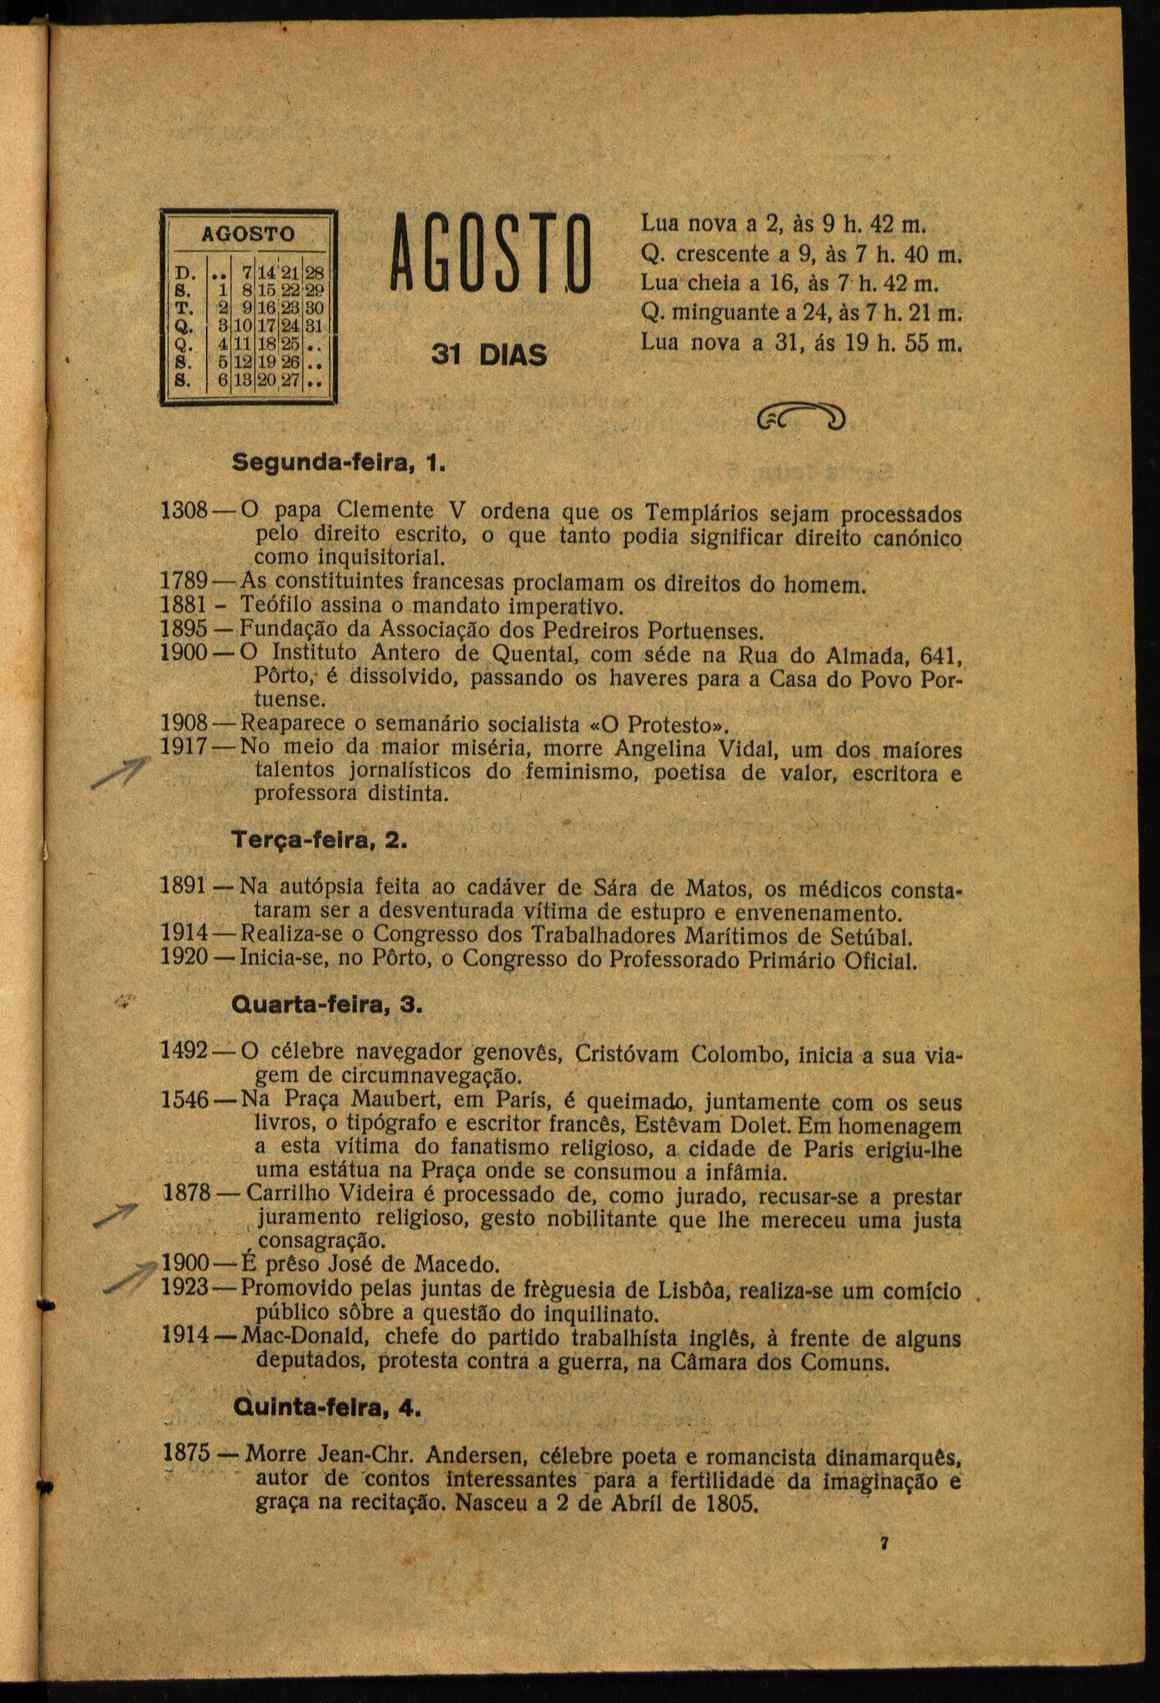 AGOSTO
D. .. 7 14 21 28
S. 1 8 15 22 29
T. 2 9 16 23 30
Q. 3 10 17 24 31
Q. 4 11 18 25 ..
S. 5 12 19 26 ..
S. 6 13 20 27 ..
AGOSTO
31 DIAS
Lua nova a 2, às 9 h. 42 m.
Q. crescente a 9, às 7 h. 40 m.
Lua cheia a 16, às 7 h. 42 m.
Q. minguante a 24, às 7 h. 21 m.
Lua nova a 31, ás 19 h. 55 m.
Segunda-feira, 1.
1308—O papa Clemente V ordena que os Templários sejam processados
pelo direito escrito, o que tanto podia significar direito canónico
como inquisitorial.
1789—As constituintes francesas proclamam os direitos do homem.
1881 - Teófilo assina o mandato imperativo.
1895 — Fundação da Associação dos Pedreiros Portuenses.
1900—O Instituto Antero de Quental, com séde na Rua do Almada, 641,
Pôrto, é dissolvido, passando os haveres para a Casa do Povo Por-
tuense.
1908—Reaparece o semanário socialista «O Protesto».
1917—No meio da maior miséria, morre Angelina Vidal, um dos maíores
talentos jornalísticos do feminismo, poetisa de valor, escritora e
professora distinta.
Terça-feira, 2.
1891 —Na autópsia feita ao cadáver de Sára de Matos, os médicos consta-
taram ser a desventurada vítima de estupro e envenenamento.
1914—Realiza-se o Congresso dos Trabalhadores Marítimos de Setúbal.
1920 —Inicia-se, no Pôrto, o Congresso do Professorado Primário Oficial.
Quarta-feira, 3.
1492—O célebre navegador genovês, Cristóvam Colombo, inicia a sua via-
gem de circumnavegação.
1546—Na Praça Maubert, em París, é queimado, juntamente com os seus
livros, o tipógrafo e escritor francês, Estêvam Dolet. Em homenagem
a esta vítima do fanatismo religioso, a cidade de Paris erigiu-lhe
uma estátua na Praça onde se consumou a infâmia.
1878 — Carrilho Videira é processado de, como jurado, recusar-se a prestar
juramento religioso, gesto nobilitante que lhe mereceu uma justa
consagração.
1900—É prêso José de Macedo.
1923—Promovido pelas juntas de frèguesia de Lisbôa, realiza-se um comício
público sôbre a questão do inquilinato.
1914—Mac-Donald, chefe do partido trabalhísta inglês, à frente de alguns
deputados, protesta contra a guerra, na Câmara dos Comuns.
Quinta-feira, 4.
1875 — Morre Jean-Chr. Andersen, célebre poeta e romancista dinamarquês,
autor de contos interessantes para a fertilidade da imaginação e
graça na recitação. Nasceu a 2 de Abríl de 1805.
7